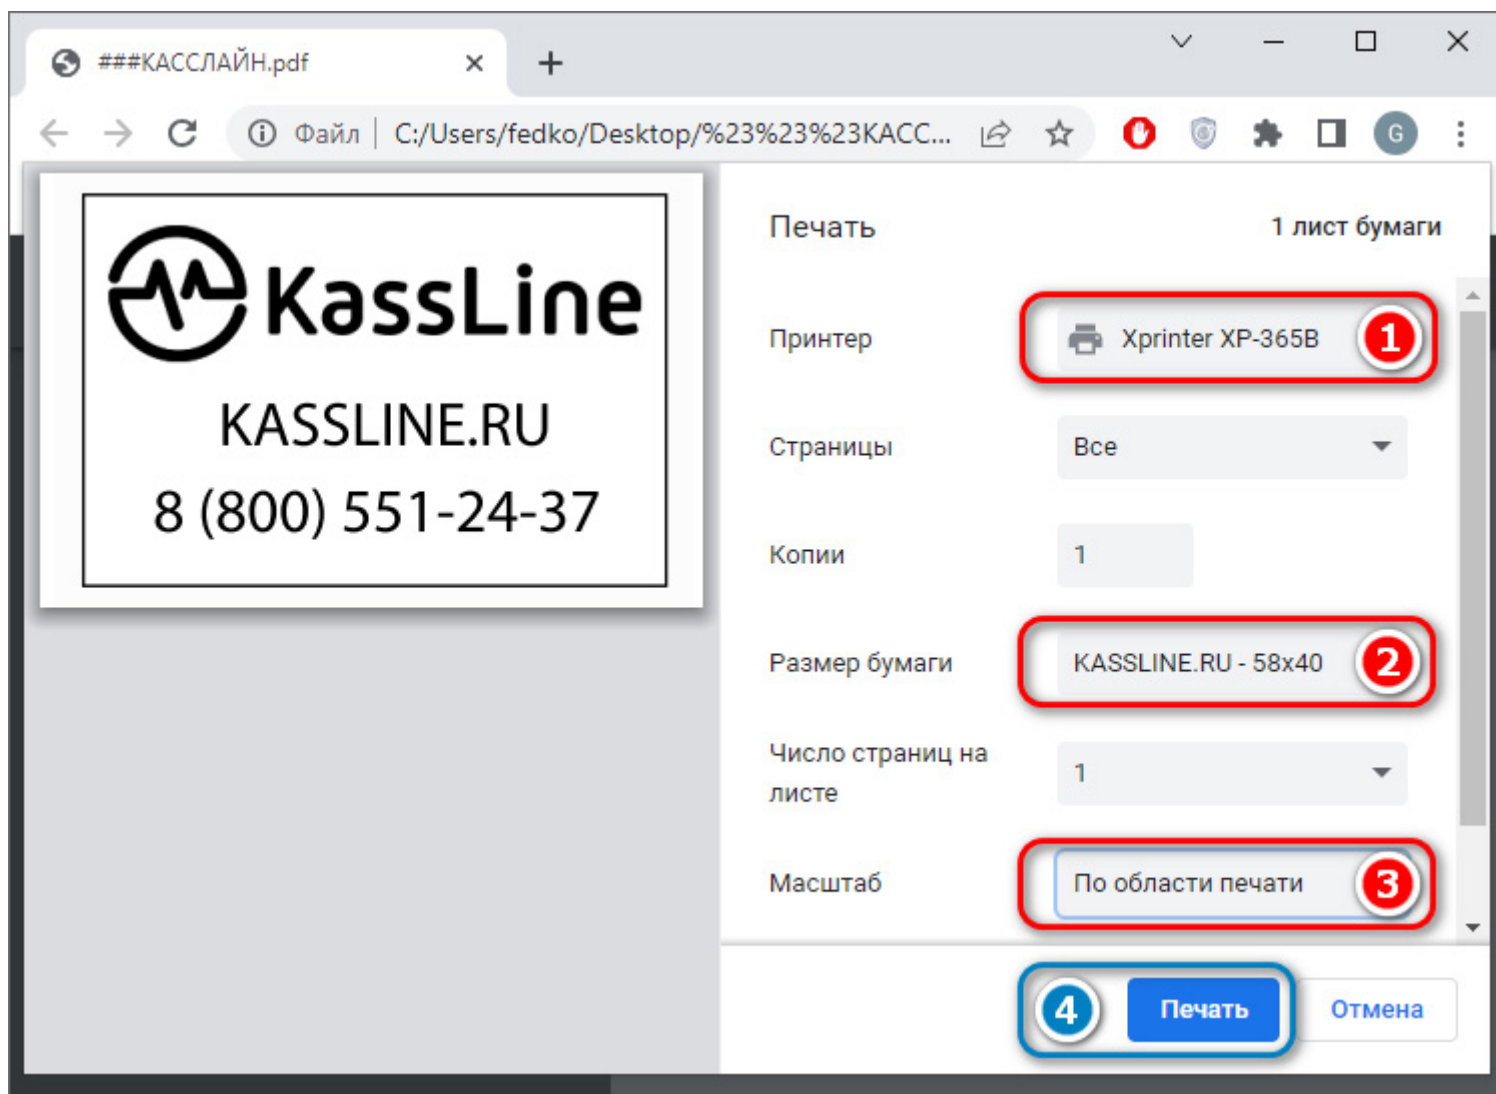 ###КАССЛАЙН.pdf
Файл | C:/Users/fedko/Desktop/%23%23%23КАСС...
G
KassLine
KASSLINE.RU
8 (800) 551-24-37
Печать
1 лист бумаги
Принтер
Xprinter XP-365B
1
Страницы
Все
Копии
1
Размер бумаги
KASSLINE.RU - 58x40
2
Число страниц на
листе
1
Масштаб
По области печати
3
4
Печать
Отмена